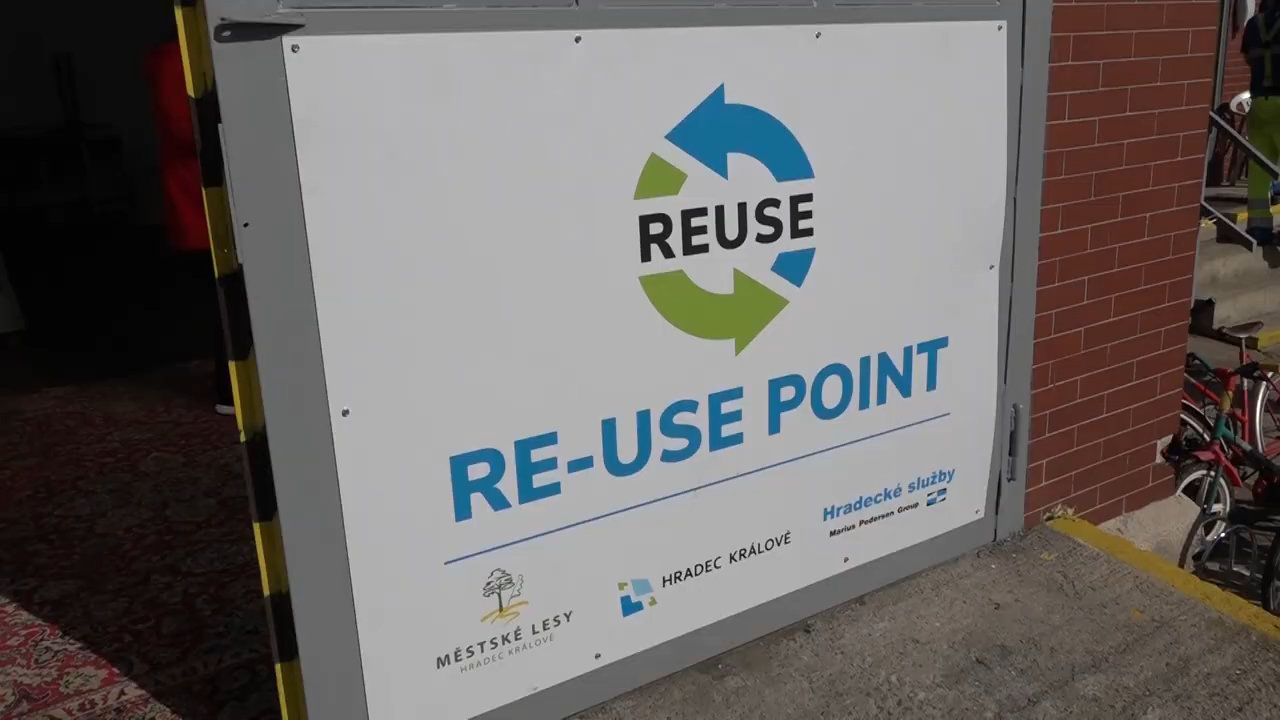 REUSE
RE-USE POINT
MĚSTSKÉ LESY
HRADEC KRÁLOVÉ
HRADEC KRÁLOVÉ
Hradecké služby
Marius Pedersen Group